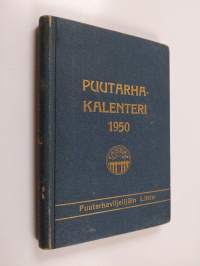 PUUTARHA-
KALENTERI
1950
Puutarhaviljelijäin Liitto